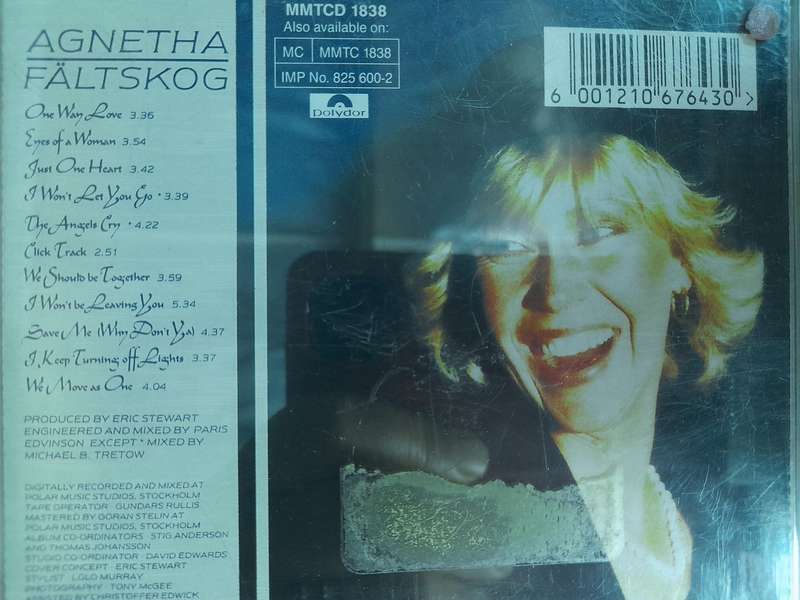 AGNETHA
FÄLTSKOG
One Way Love 3.36
Eyes of a Woman 3.54
Just One Heart 3.42
I Won't Let You Go • 3.39
The Angels Cry • 4.22
Click Track 2.51
We Should be Together 3.59
I Won't be Leaving You 5.34
Save Me (Why Don't Ya) 4.37
I Keep Turning off Lights 3.37
We Move as One 4.04
PRODUCED BY ERIC STEWART
ENGINEERED AND MIXED BY PARIS
EDVINSON EXCEPT • MIXED BY
MICHAEL B. TRETOW
DIGITALLY RECORDED AND MIXED AT
POLAR MUSIC STUDIOS, STOCKHOLM
TAPE OPERATOR GUNDARS RULLIS
MASTERED BY GÖRAN STELIN AT
POLAR MUSIC STUDIOS, STOCKHOLM
ALBUM CO-ORDINATORS STIG ANDERSON
AND THOMAS JOHANSSON
STUDIO CO-ORDINATOR DAVID EDWARDS
COVER CONCEPT ERIC STEWART
STYLIST LOLO MURRAY
PHOTOGRAPHY TONY McGEE
ASSISTED BY CHRISTOFFER EDWICK
MMTCD 1838
Also available on:
MC MMTC 1838
IMP No. 825 600-2
Polydor
6 001210 676430 >